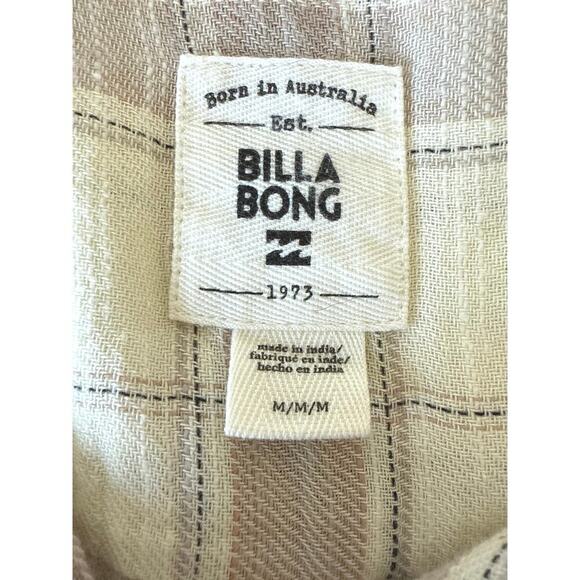 Born in Australia
Est.
BILLA
BONG
1973
made in india/
fabriqué en inde/
hecho en india
M/M/M